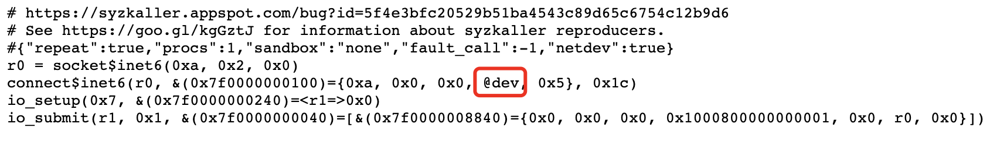 # https://syzkaller.appspot.com/bug?id=5f4e3bfc20529b51ba4543c89d65c6754c12b9d6
# See https://goo.gl/kgGztJ for information about syzkaller reproducers.
#{"repeat":true,"procs":1,"sandbox":"none","fault_call":-1,"netdev":true}
r0 = socket$inet6(0xa, 0x2, 0x0)
connect$inet6(r0, &(0x7f0000000100)={0xa, 0x0, 0x0, @dev, 0x5}, 0x1c)
io_setup(0x7, &(0x7f0000000240)=<r1=>0x0)
io_submit(r1, 0x1, &(0x7f0000000040)=[&(0x7f0000008840)={0x0, 0x0, 0x0, 0x1000800000000001, 0x0, r0, 0x0}])